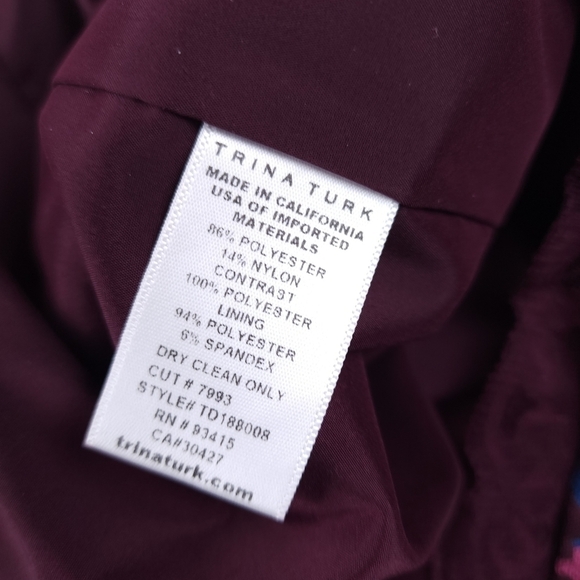 TRINA TURK
MADE IN CALIFORNIA
USA OF IMPORTED
MATERIALS
86% POLYESTER
14% NYLON
CONTRAST
100% POLYESTER
LINING
94% POLYESTER
6% SPANDEX
DRY CLEAN ONLY
CUT # 7993
STYLE# TD188008
RN # 93415
CA#30427
trinaturk.com